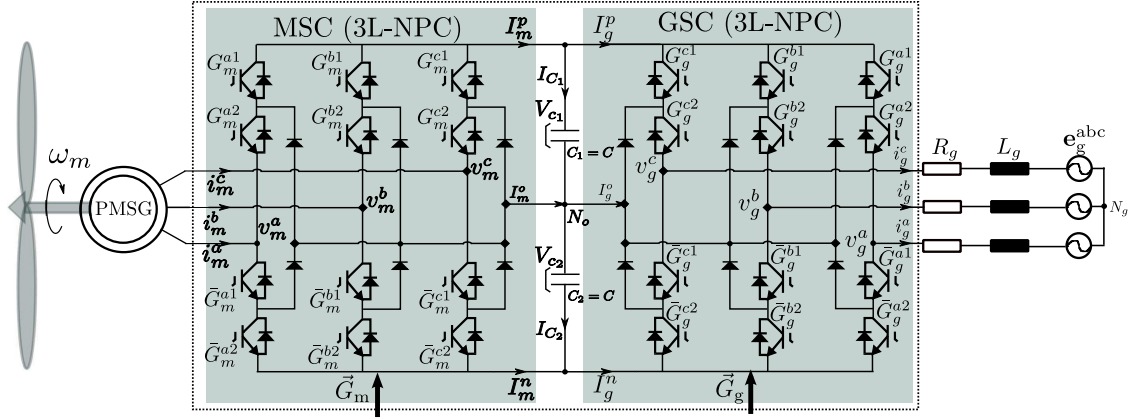 MSC (3L-NPC)
GSC (3L-NPC)
I_m^p
I_g^p
G_m^{a1}
G_m^{b1}
G_m^{c1}
I_{C_1}
G_g^{c1}
G_g^{b1}
G_g^{a1}
G_m^{a2}
G_m^{b2}
G_m^{c2}
V_{c_1}
G_g^{c2}
G_g^{b2}
G_g^{a2}
C_1 = C
ω_m
PMSG
i_m^c
v_m^c
v_g^c
i_g^c
R_g
L_g
e_g^{abc}
i_m^b
v_m^b
I_m^o
N_o
I_g^o
v_g^b
i_g^b
N_g
i_m^a
v_m^a
v_g^a
i_g^a
V_{c_2}
C_2 = C
Ḡ_m^{a1}
Ḡ_m^{b1}
Ḡ_m^{c1}
Ḡ_g^{c1}
Ḡ_g^{b1}
Ḡ_g^{a1}
I_{C_2}
Ḡ_m^{a2}
Ḡ_m^{b2}
Ḡ_m^{c2}
Ḡ_g^{c2}
Ḡ_g^{b2}
Ḡ_g^{a2}
G⃗_m
I_m^n
I_g^n
G⃗_g